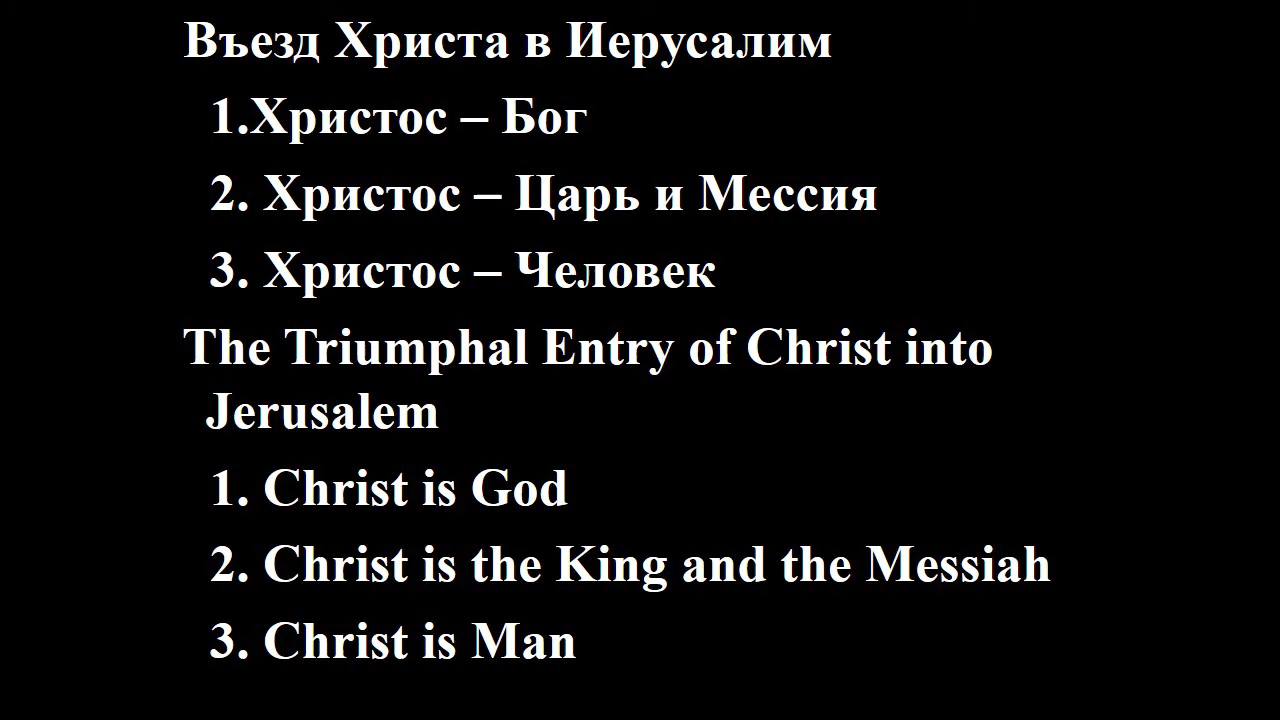 Въезд Христа в Иерусалим
1.Христос – Бог
2. Христос – Царь и Мессия
3. Христос – Человек
The Triumphal Entry of Christ into
Jerusalem
1. Christ is God
2. Christ is the King and the Messiah
3. Christ is Man